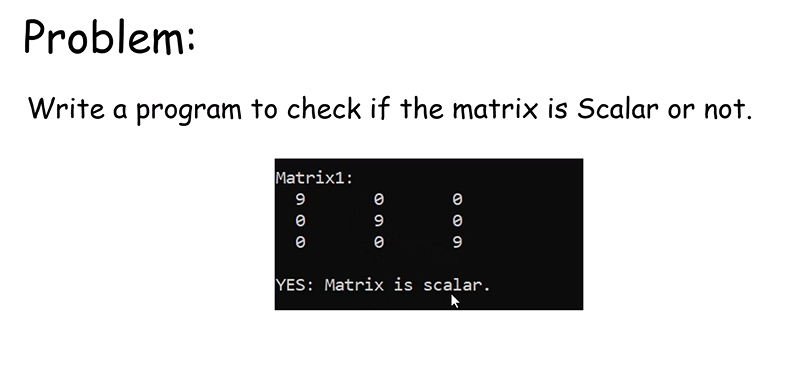 Problem:
Write a program to check if the matrix is Scalar or not.
Matrix1:
9 0 0
0 9 0
0 0 9
YES: Matrix is scalar.